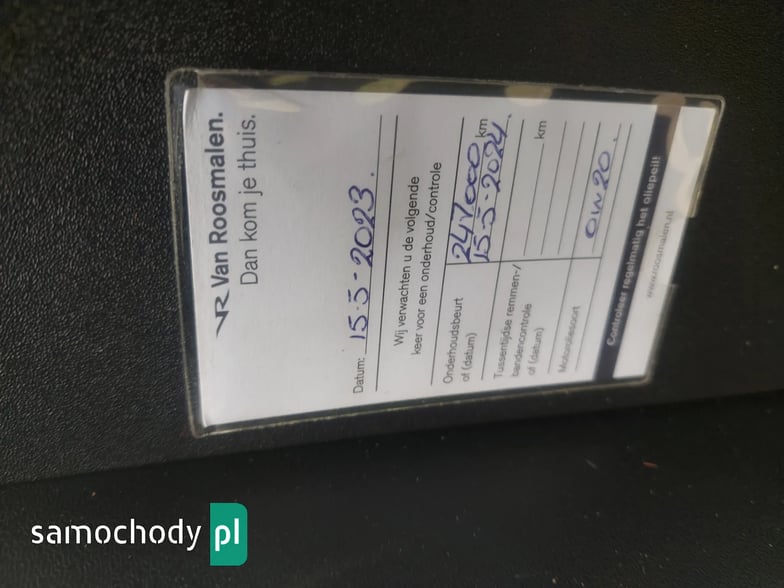 VR Van Roosmalen.
Dan kom je thuis.
Datum: 15-5-2023.
Wij verwachten u de volgende
keer voor een onderhoud/controle
Onderhoudsbeurt 247000 km
of (datum) 15-5-2024.
Tussentijdse remmen-/
bandencontrole km
of (datum)
Motoroliesoort 0W20.
Controleer regelmatig het oliepeil!
www.roosmalen.nl
samochody pl